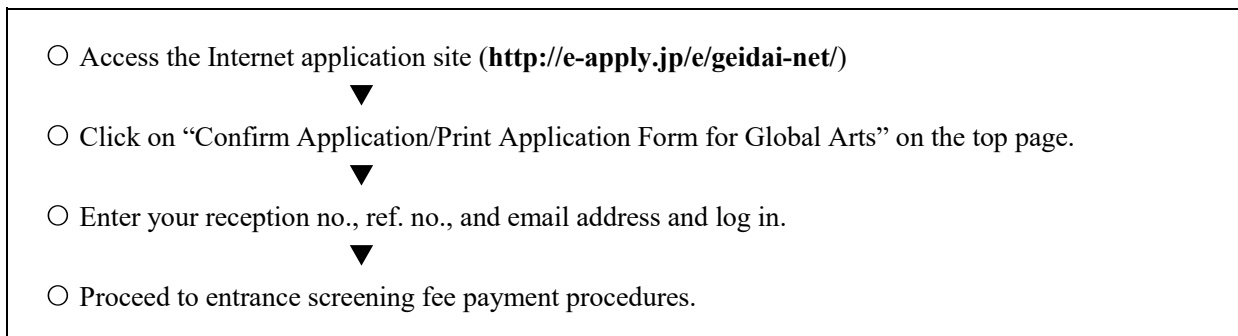 ○ Access the Internet application site (http://e-apply.jp/e/geidai-net/)
▼
○ Click on “Confirm Application/Print Application Form for Global Arts” on the top page.
▼
○ Enter your reception no., ref. no., and email address and log in.
▼
○ Proceed to entrance screening fee payment procedures.